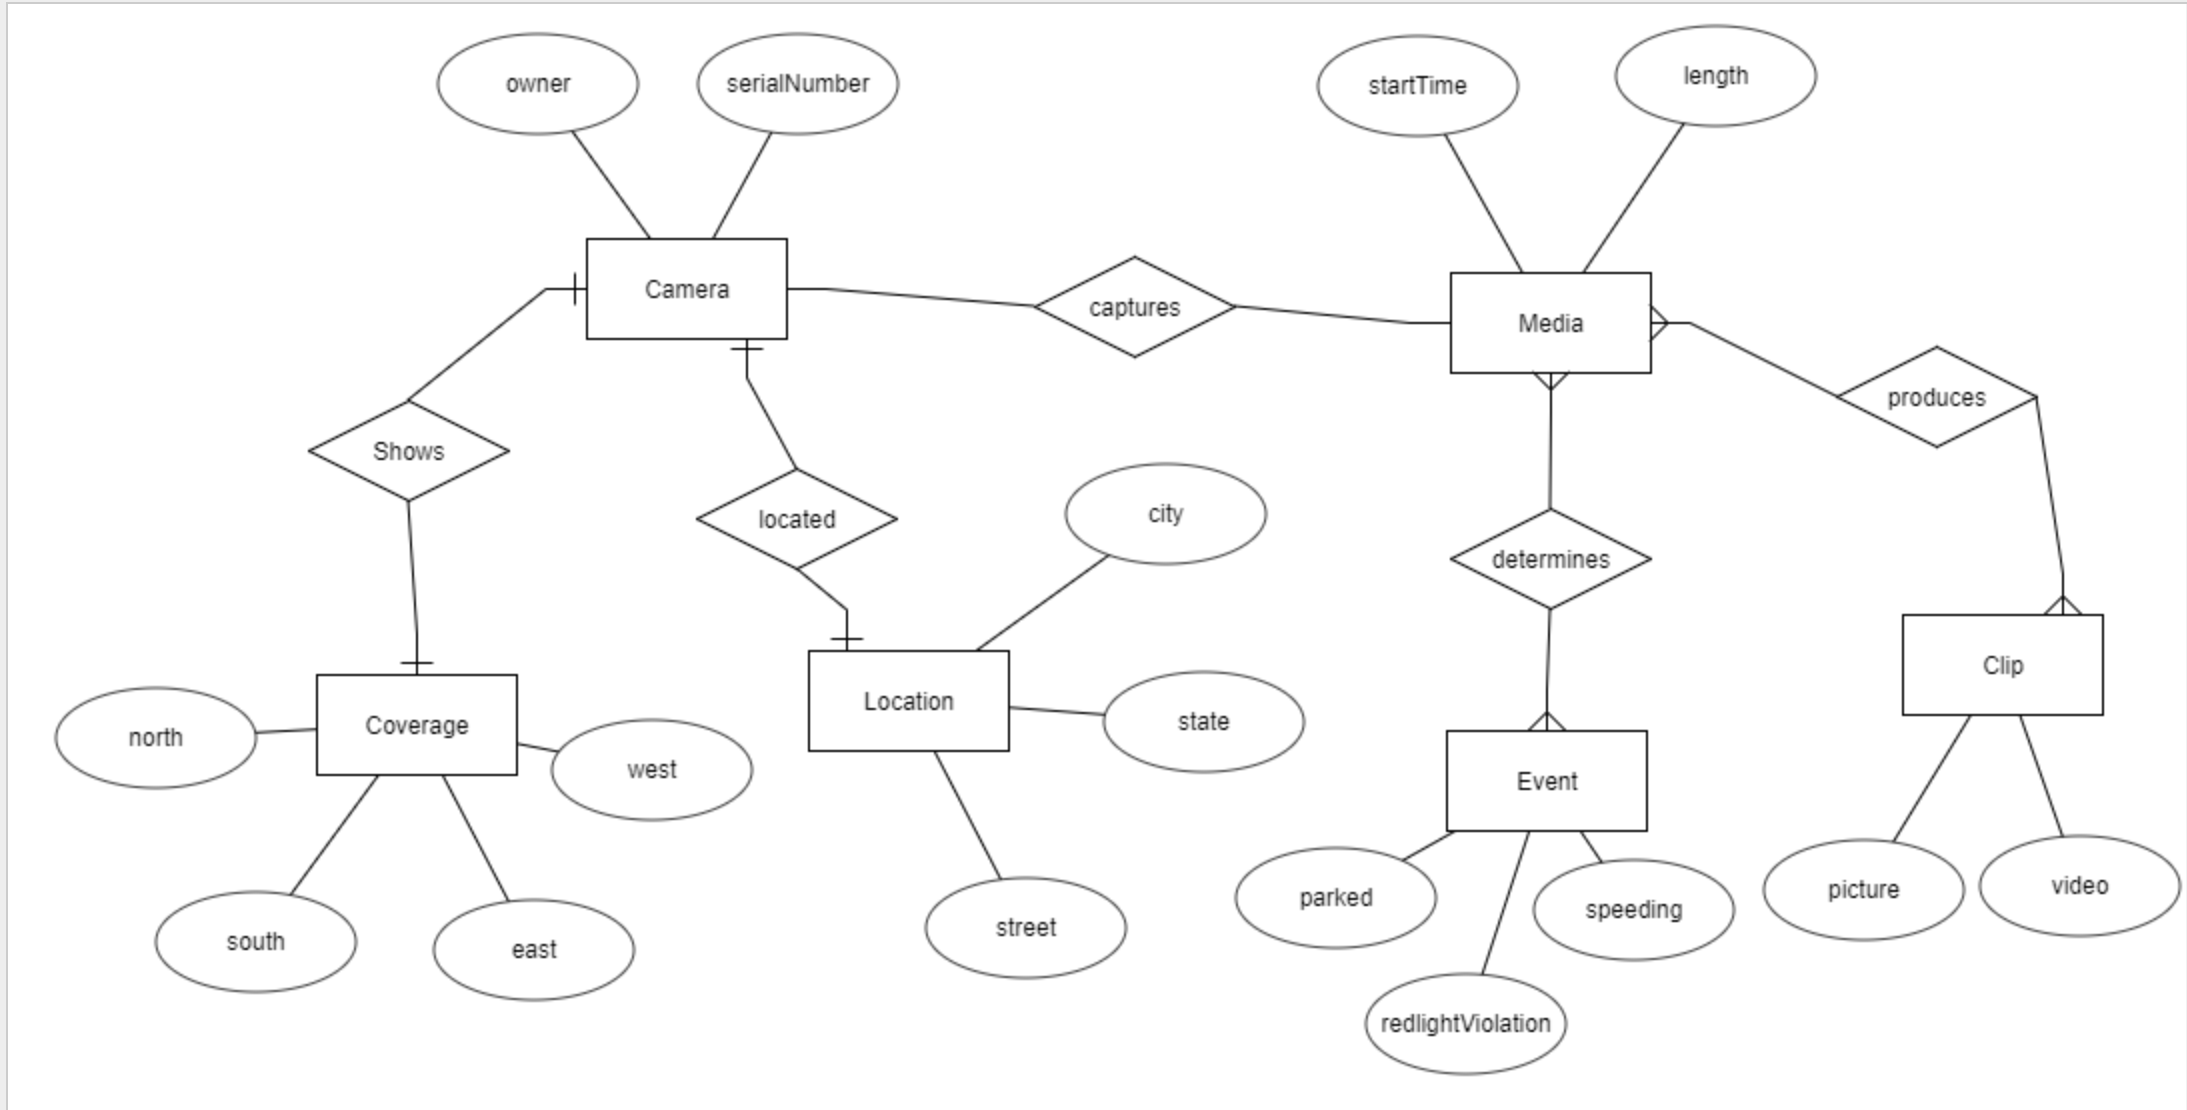 owner
serialNumber
startTime
length
Camera
captures
Media
produces
Shows
located
city
determines
Clip
Coverage
Location
north
west
state
Event
south
east
street
parked
speeding
picture
video
redlightViolation